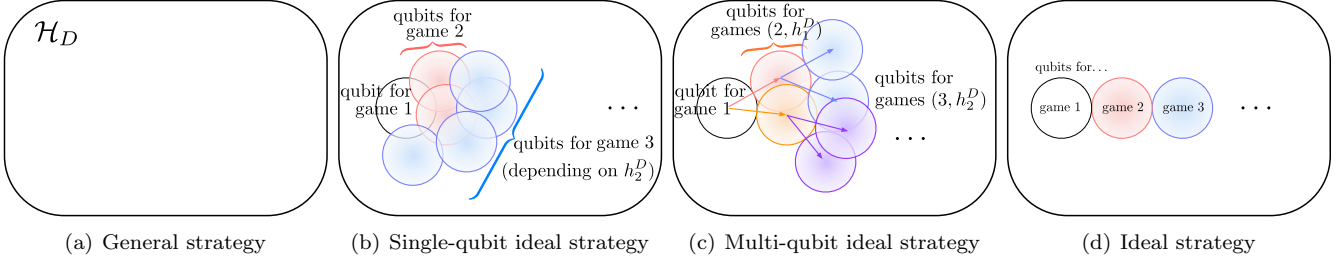 $\mathcal{H}_D$
qubits for
game 2
qubit for
game 1
...
qubits for game 3
(depending on $h_2^D$)
qubits for
games $(2, h_1^D)$
qubit for
game 1
qubits for
games $(3, h_2^D)$
...
qubits for...
game 1 game 2 game 3 ...
(a) General strategy (b) Single-qubit ideal strategy (c) Multi-qubit ideal strategy (d) Ideal strategy